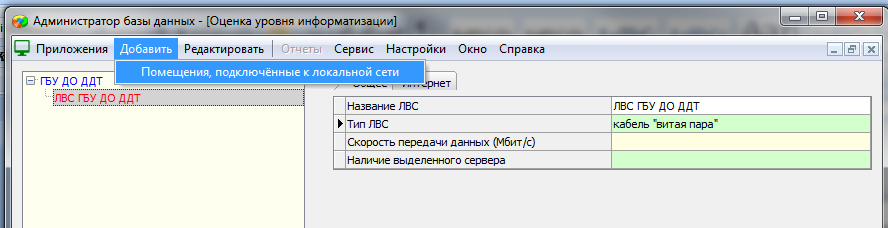 Администратор базы данных - [Оценка уровня информатизации]
Приложения Добавить Редактировать Отчеты Сервис Настройки Окно Справка
Помещения, подключённые к локальной сети
ГБУ ДО ДДТ
ЛВС ГБУ ДО ДДТ
Общее Интернет
Название ЛВС ЛВС ГБУ ДО ДДТ
Тип ЛВС кабель "витая пара"
Скорость передачи данных (Мбит/с)
Наличие выделенного сервера